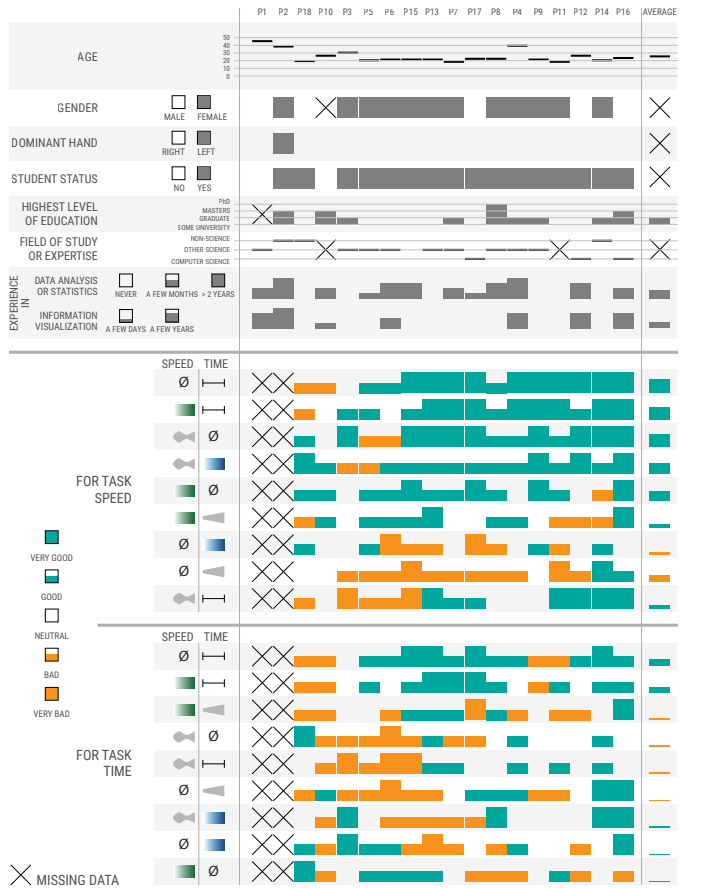 P1 P2 P18 P10 P3 P5 P6 P15 P13 P7 P17 P8 P4 P9 P11 P12 P14 P16 AVERAGE
AGE
50
40
30
20
10
0
GENDER
MALE FEMALE
DOMINANT HAND
RIGHT LEFT
STUDENT STATUS
NO YES
HIGHEST LEVEL
OF EDUCATION
PhD
MASTERS
GRADUATE
SOME UNIVERSITY
FIELD OF STUDY
OR EXPERTISE
NON-SCIENCE
OTHER SCIENCE
COMPUTER SCIENCE
EXPERIENCE
IN
DATA ANALYSIS
OR STATISTICS
NEVER A FEW MONTHS > 2 YEARS
INFORMATION
VISUALIZATION
A FEW DAYS A FEW YEARS
SPEED TIME
Ø
Ø
Ø
Ø
Ø
FOR TASK
SPEED
VERY GOOD
GOOD
NEUTRAL
BAD
VERY BAD
SPEED TIME
Ø
Ø
Ø
Ø
Ø
FOR TASK
TIME
MISSING DATA